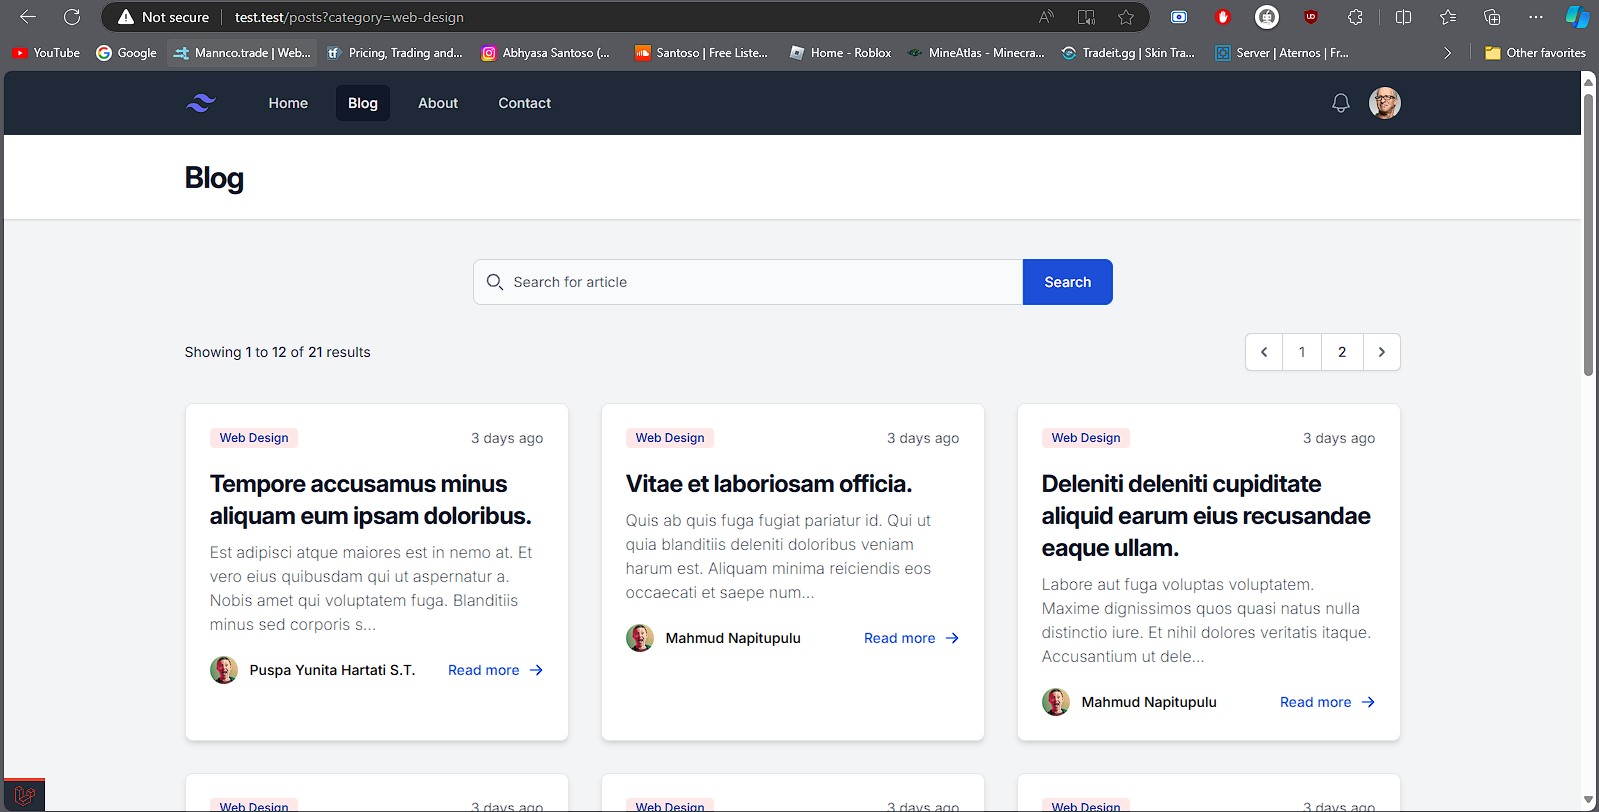 Not secure
test.test/posts?category=web-design
YouTube
Google
Mannco.trade | Web...
Pricing, Trading and...
Abhyasa Santoso (...
Santoso | Free Liste...
Home - Roblox
MineAtlas - Minecra...
Tradeit.gg | Skin Tra...
Server | Aternos | Fr...
Other favorites
Home
Blog
About
Contact
Blog
Search for article
Search
Showing 1 to 12 of 21 results
1
2
Web Design
3 days ago
Tempore accusamus minus
aliquam eum ipsam doloribus.
Est adipisci atque maiores est in nemo at. Et
vero eius quibusdam qui ut aspernatur a.
Nobis amet qui voluptatem fuga. Blanditiis
minus sed corporis s...
Puspa Yunita Hartati S.T.
Read more
Web Design
3 days ago
Vitae et laboriosam officia.
Quis ab quis fuga fugiat pariatur id. Qui ut
quia blanditiis deleniti doloribus veniam
harum est. Aliquam minima reiciendis eos
occaecati et saepe num...
Mahmud Napitupulu
Read more
Web Design
3 days ago
Deleniti deleniti cupiditate
aliquid earum eius recusandae
eaque ullam.
Labore aut fuga voluptas voluptatem.
Maxime dignissimos quos quasi natus nulla
distinctio iure. Et nihil dolores veritatis itaque.
Accusantium ut dele...
Mahmud Napitupulu
Read more
Web Design
3 days ago
Web Design
3 days ago
Web Design
3 days ago